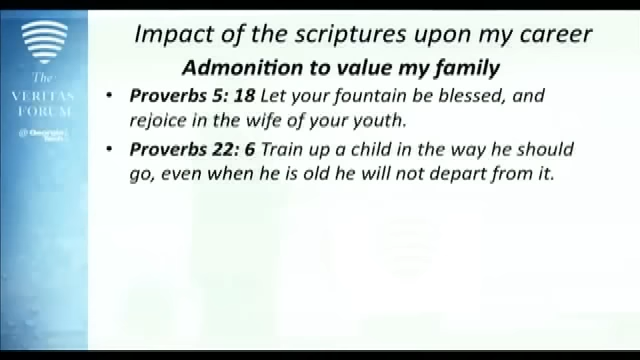 Impact of the scriptures upon my career
Admonition to value my family
• Proverbs 5: 18 Let your fountain be blessed, and
rejoice in the wife of your youth.
• Proverbs 22: 6 Train up a child in the way he should
go, even when he is old he will not depart from it.
The
VERITAS
FORUM
@Georgia
Tech